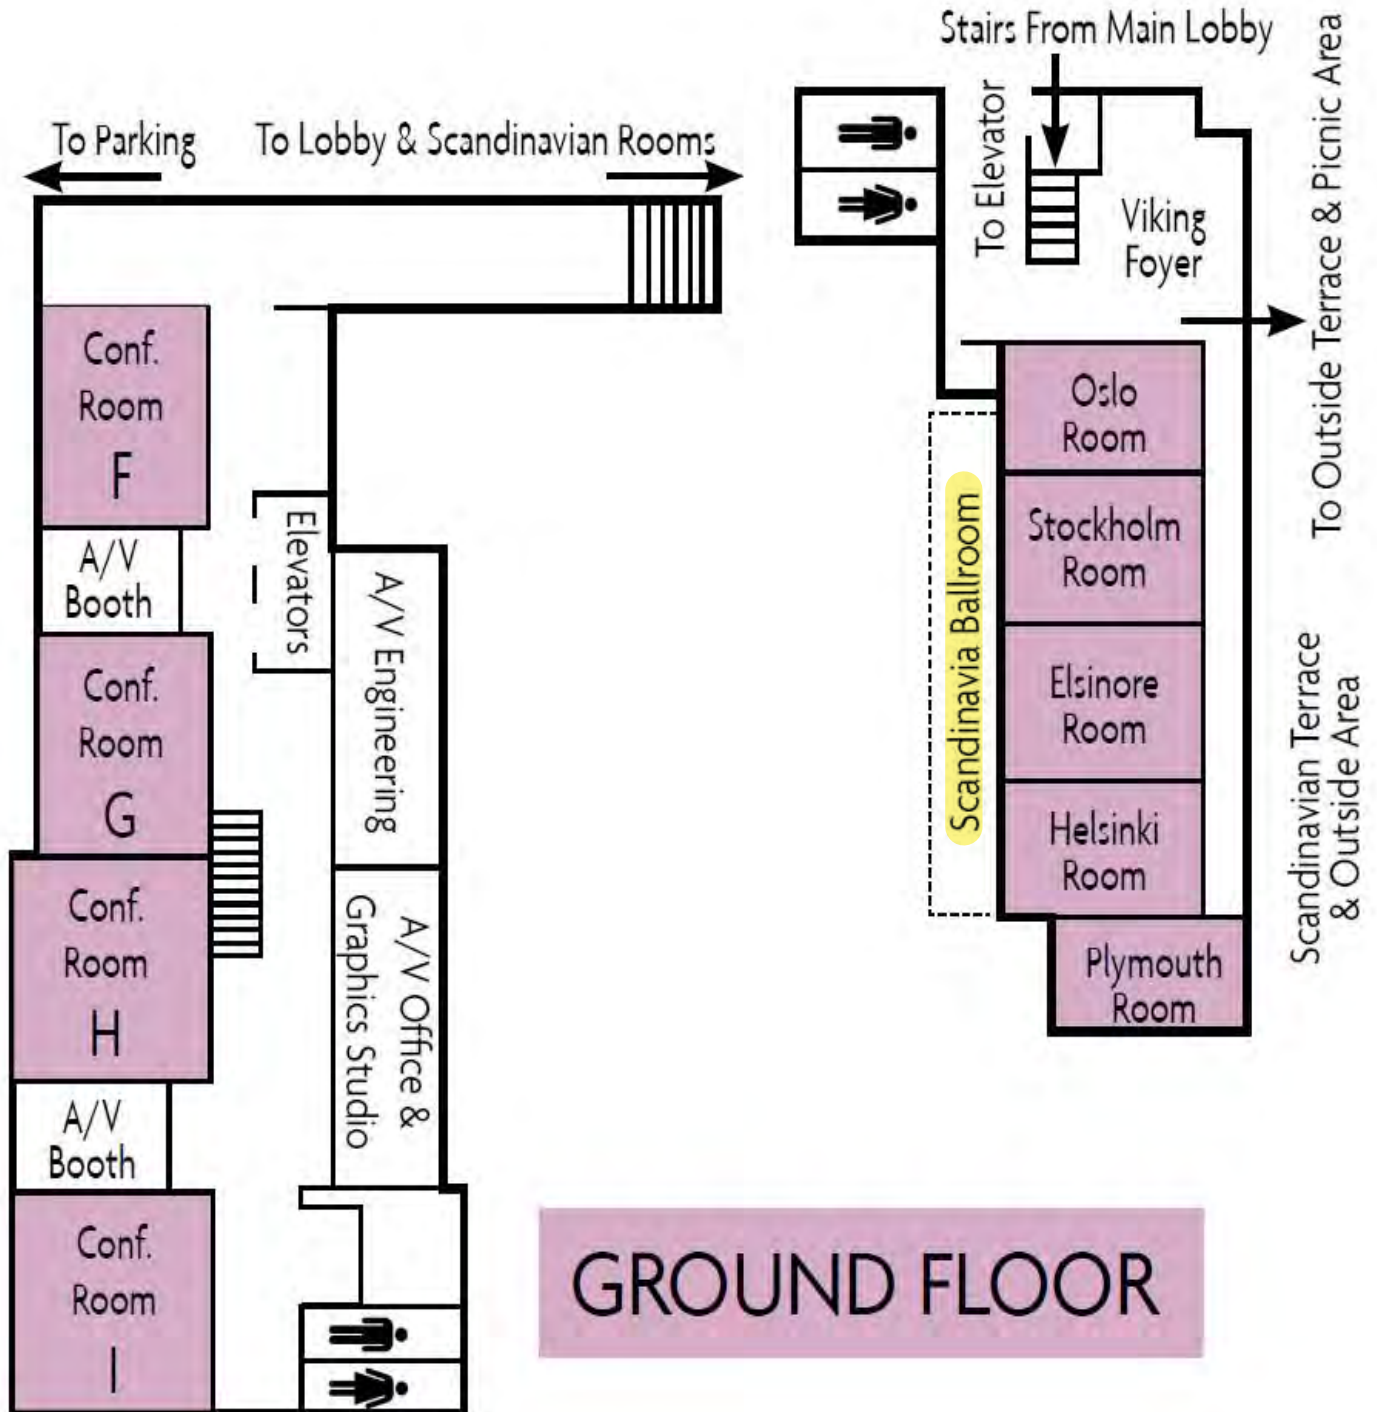 Stairs From Main Lobby
To Parking
To Lobby & Scandinavian Rooms
To Elevator
Viking
Foyer
To Outside Terrace & Picnic Area
Conf.
Room
F
A/V
Booth
Conf.
Room
G
Conf.
Room
H
A/V
Booth
Conf.
Room
I
Elevators
A/V Engineering
A/V Office &
Graphics Studio
Oslo
Room
Stockholm
Room
Elsinore
Room
Helsinki
Room
Plymouth
Room
Scandinavia Ballroom
Scandinavian Terrace
& Outside Area
GROUND FLOOR